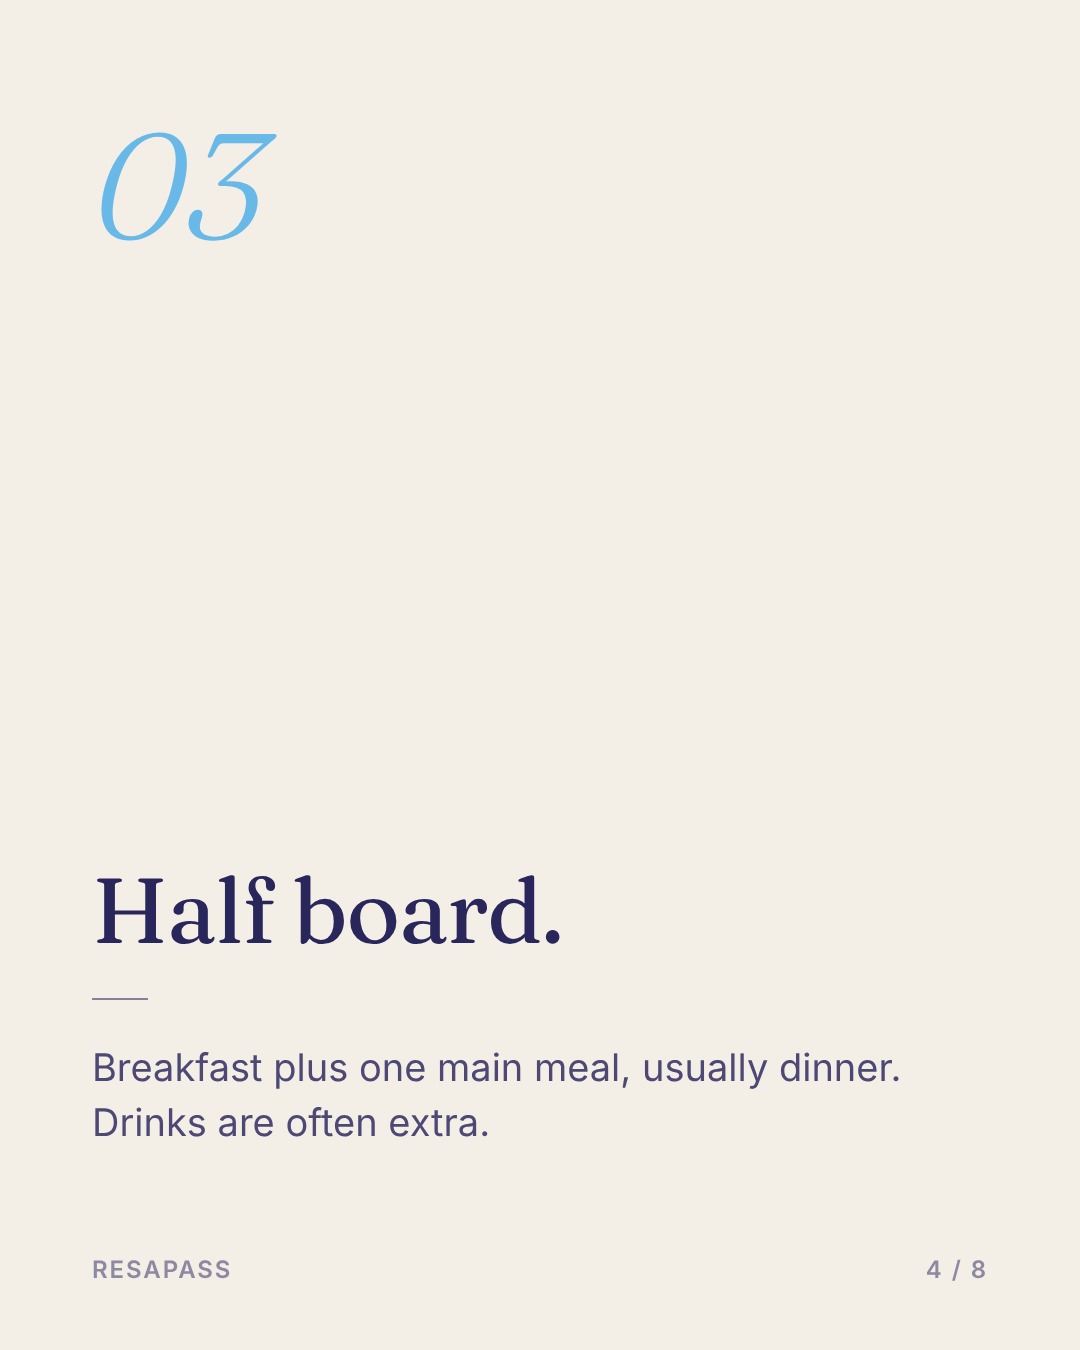 03
Half board.
Breakfast plus one main meal, usually dinner.
Drinks are often extra.
RESAPASS
4 / 8